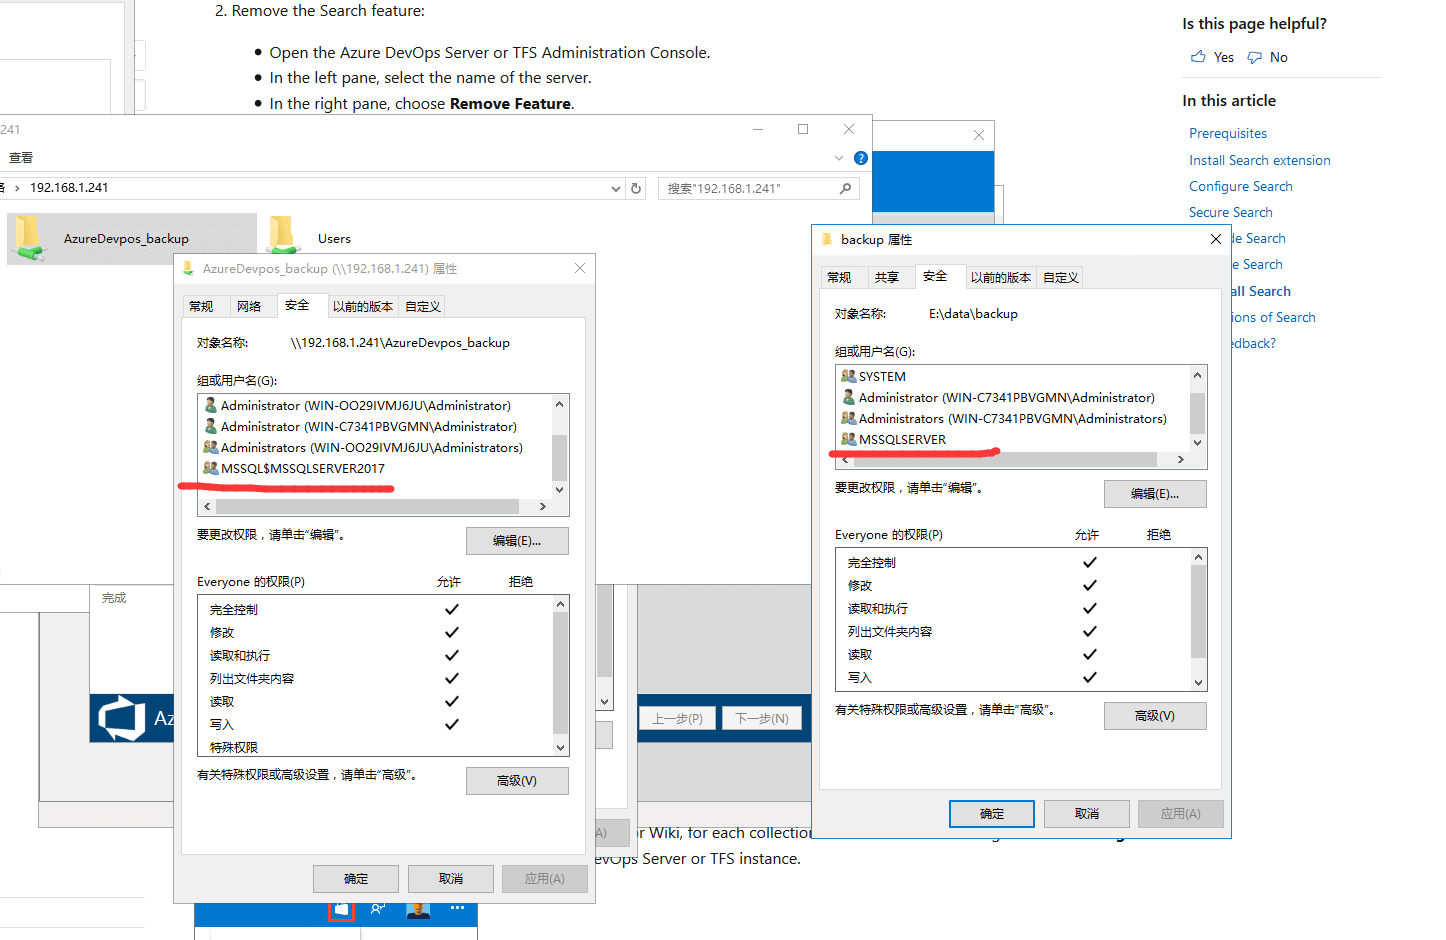 2. Remove the Search feature:
Open the Azure DevOps Server or TFS Administration Console.
In the left pane, select the name of the server.
In the right pane, choose Remove Feature.
Is this page helpful?
Yes No
In this article
Prerequisites
Install Search extension
Configure Search
Secure Search
de Search
e Search
all Search
ions of Search
edback?
241
查看
192.168.1.241
搜索"192.168.1.241"
AzureDevpos_backup
Users
AzureDevpos_backup (\\192.168.1.241) 属性
常规 网络 安全 以前的版本 自定义
对象名称: \\192.168.1.241\AzureDevpos_backup
组或用户名(G):
Administrator (WIN-OO29IVMJ6JU\Administrator)
Administrator (WIN-C7341PBVGMN\Administrator)
Administrators (WIN-OO29IVMJ6JU\Administrators)
MSSQL$MSSQLSERVER2017
要更改权限，请单击“编辑”。
编辑(E)...
Everyone 的权限(P) 允许 拒绝
完全控制
修改
读取和执行
列出文件夹内容
读取
写入
特殊权限
有关特殊权限或高级设置，请单击“高级”。
高级(V)
确定 取消 应用(A)
backup 属性
常规 共享 安全 以前的版本 自定义
对象名称: E:\data\backup
组或用户名(G):
SYSTEM
Administrator (WIN-C7341PBVGMN\Administrator)
Administrators (WIN-C7341PBVGMN\Administrators)
MSSQLSERVER
要更改权限，请单击“编辑”。
编辑(E)...
Everyone 的权限(P) 允许 拒绝
完全控制
修改
读取和执行
列出文件夹内容
读取
写入
有关特殊权限或高级设置，请单击“高级”。
高级(V)
确定 取消 应用(A)
完成
Az
上一步(P) 下一步(N)
A)
or Wiki, for each collection
evOps Server or TFS instance.